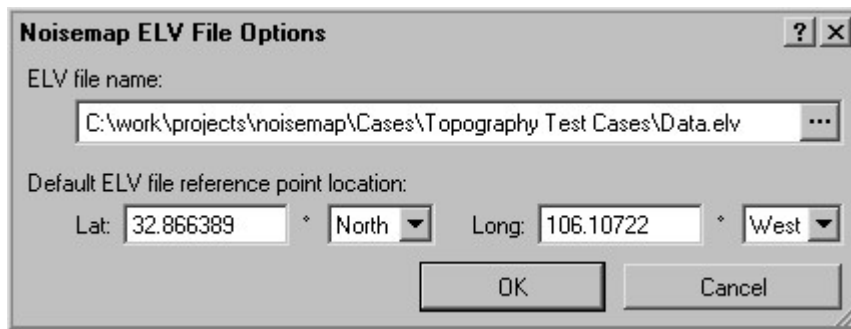 Noisemap ELV File Options
ELV file name:
C:\work\projects\noisemap\Cases\Topography Test Cases\Data.elv ...
Default ELV file reference point location:
Lat: 32.866389 ° North Long: 106.10722 ° West
OK Cancel